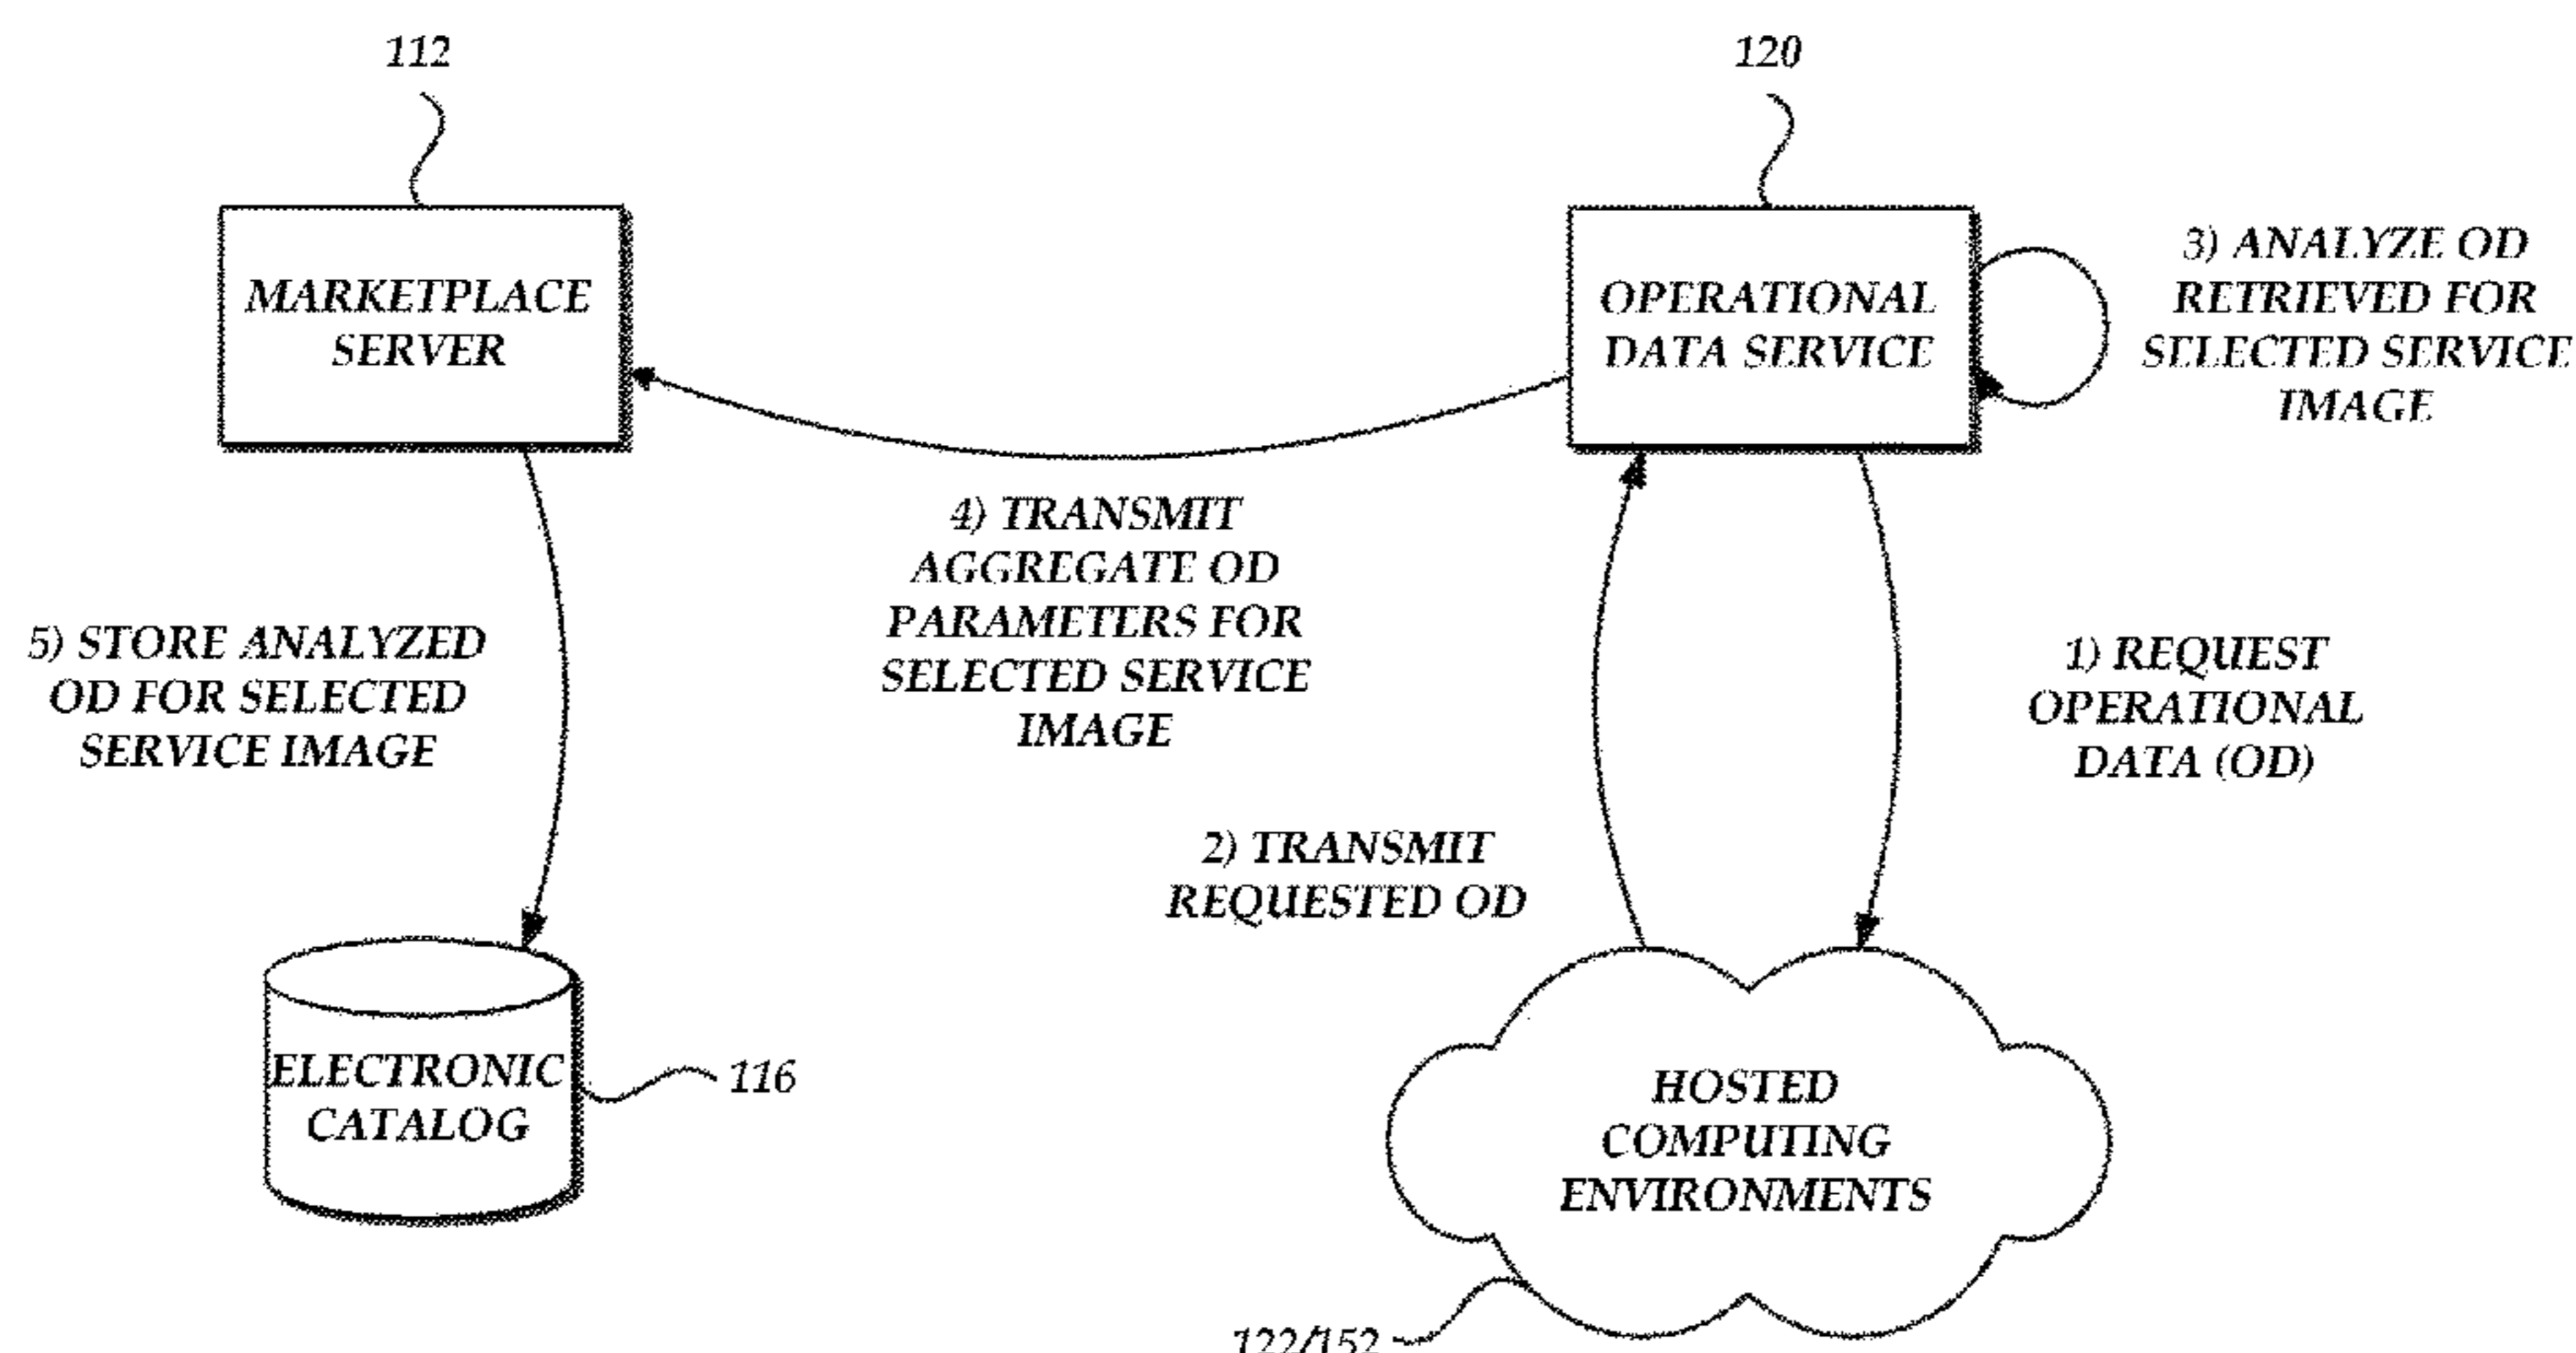 112
120
MARKETPLACE
SERVER
OPERATIONAL
DATA SERVICE
3) ANALYZE OD
RETRIEVED FOR
SELECTED SERVICE
IMAGE
4) TRANSMIT
AGGREGATE OD
PARAMETERS FOR
SELECTED SERVICE
IMAGE
5) STORE ANALYZED
OD FOR SELECTED
SERVICE IMAGE
1) REQUEST
OPERATIONAL
DATA (OD)
2) TRANSMIT
REQUESTED OD
ELECTRONIC
CATALOG
116
HOSTED
COMPUTING
ENVIRONMENTS
122/152